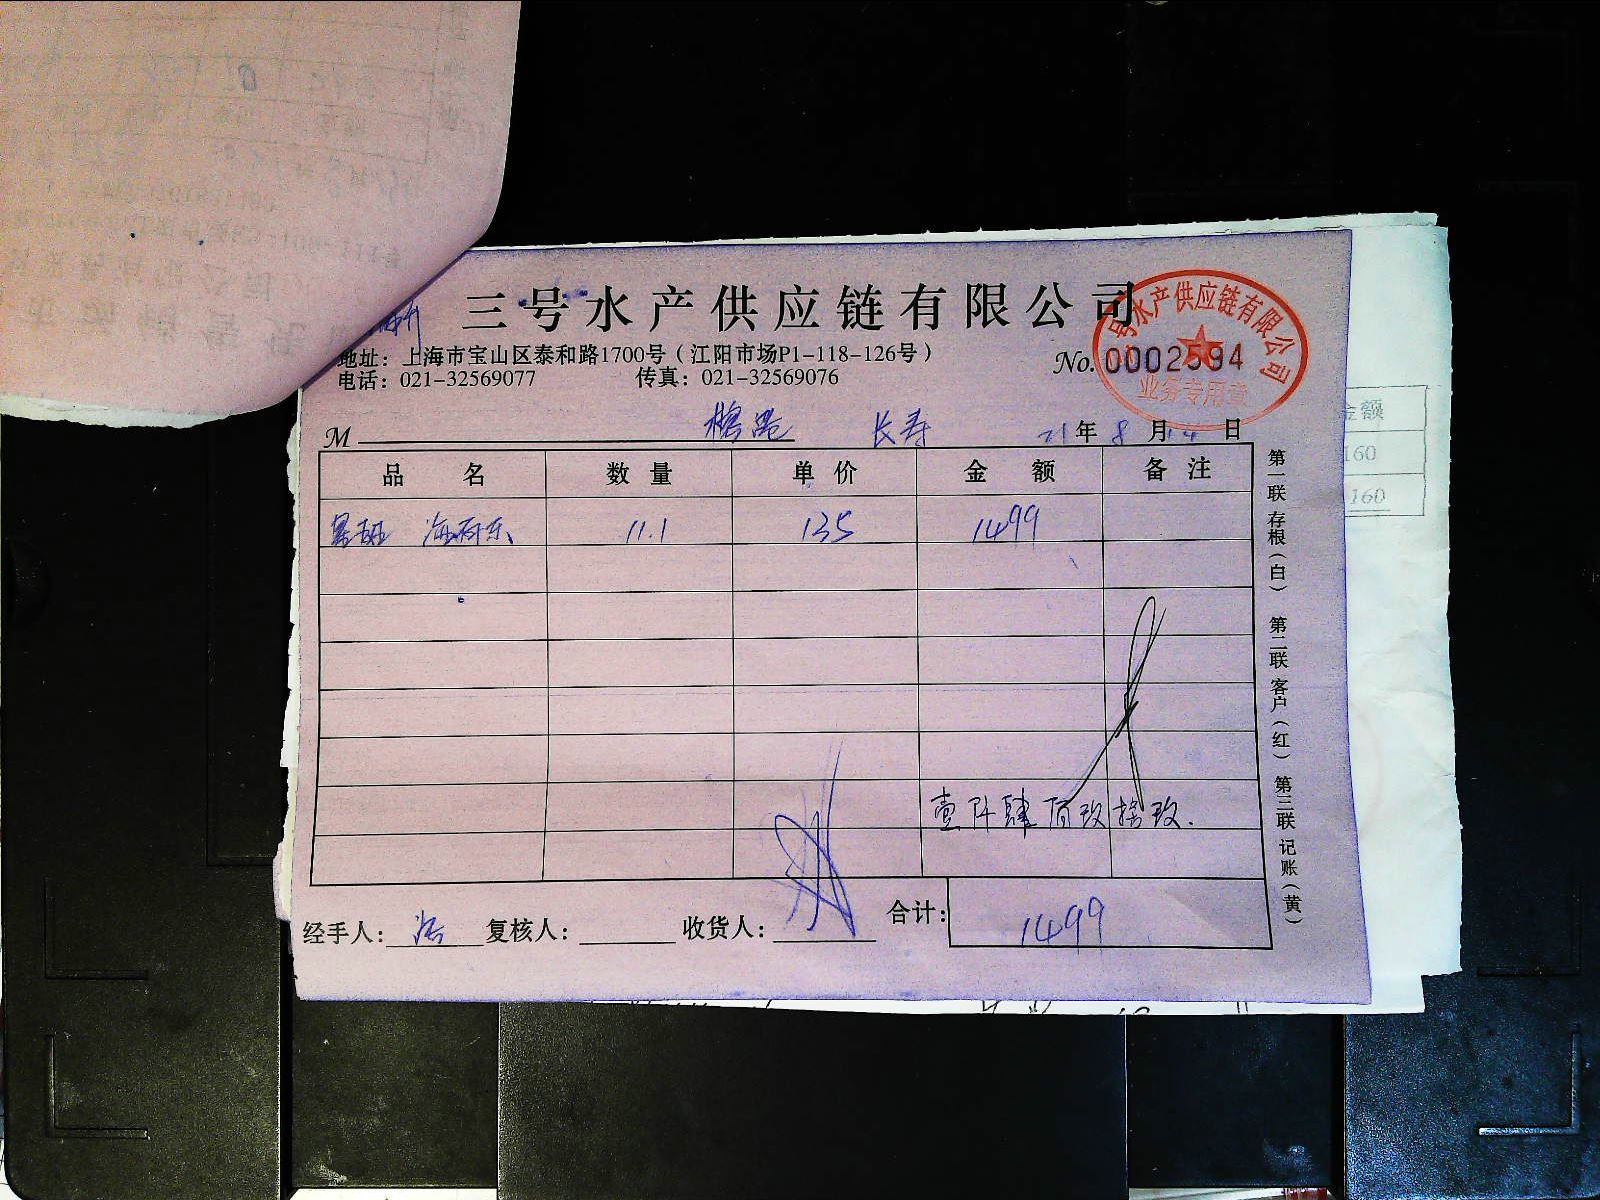 三号水产供应链有限公司
地址：上海市宝山区泰和路1700号（江阳市场P1-118-126号）
电话：021-32569077 传真：021-32569076
No. 0002594
三号水产供应链有限公司
业务专用章
M 长寿 21年8月14日
品名 数量 单价 金额 备注
11.1 135 1499
壹仟肆佰玖拾玖.
经手人： 复核人： 收货人： 合计： 1499
第一联 存根（白） 第二联 客户（红） 第三联 记账（黄）
金额
160
160